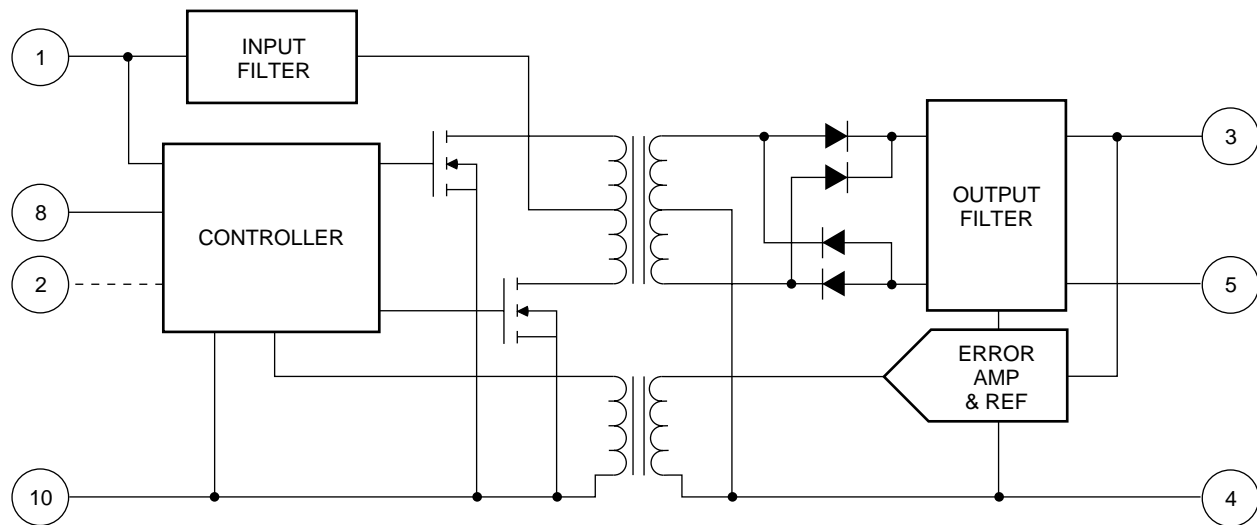 1
INPUT
FILTER
3
8
CONTROLLER
OUTPUT
FILTER
2
5
ERROR
AMP
& REF
10
4